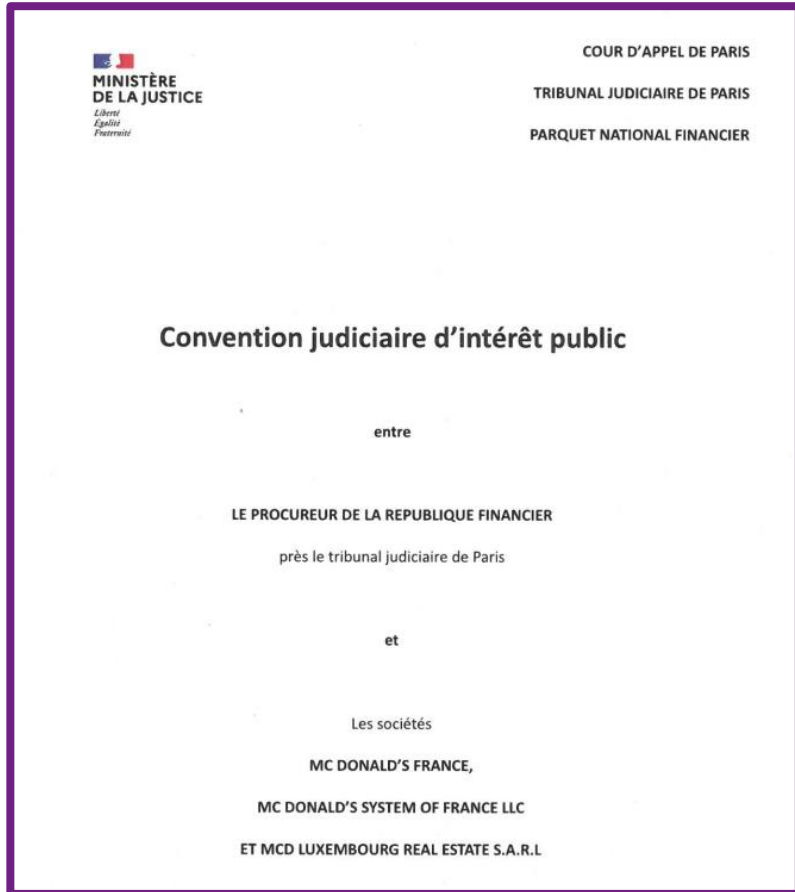 MINISTÈRE
DE LA JUSTICE
Liberté
Égalité
Fraternité
COUR D'APPEL DE PARIS
TRIBUNAL JUDICIAIRE DE PARIS
PARQUET NATIONAL FINANCIER
Convention judiciaire d'intérêt public
entre
LE PROCUREUR DE LA REPUBLIQUE FINANCIER
près le tribunal judiciaire de Paris
et
Les sociétés
MC DONALD'S FRANCE,
MC DONALD'S SYSTEM OF FRANCE LLC
ET MCD LUXEMBOURG REAL ESTATE S.A.R.L